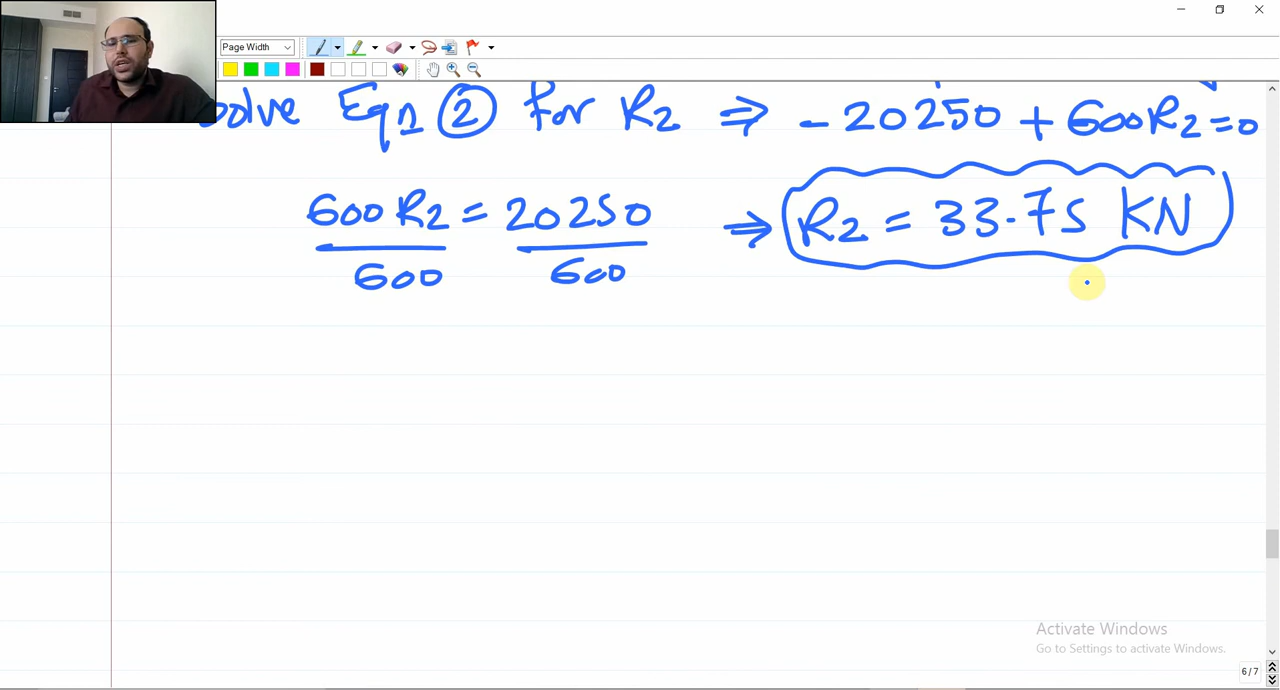 Page Width
Solve Eqn ② for R2 ⇒ -20250 + 600R2=0
600 R2 = 20250 ⇒ R2 = 33.75 KN
600 600
Activate Windows
Go to Settings to activate Windows.
6/7